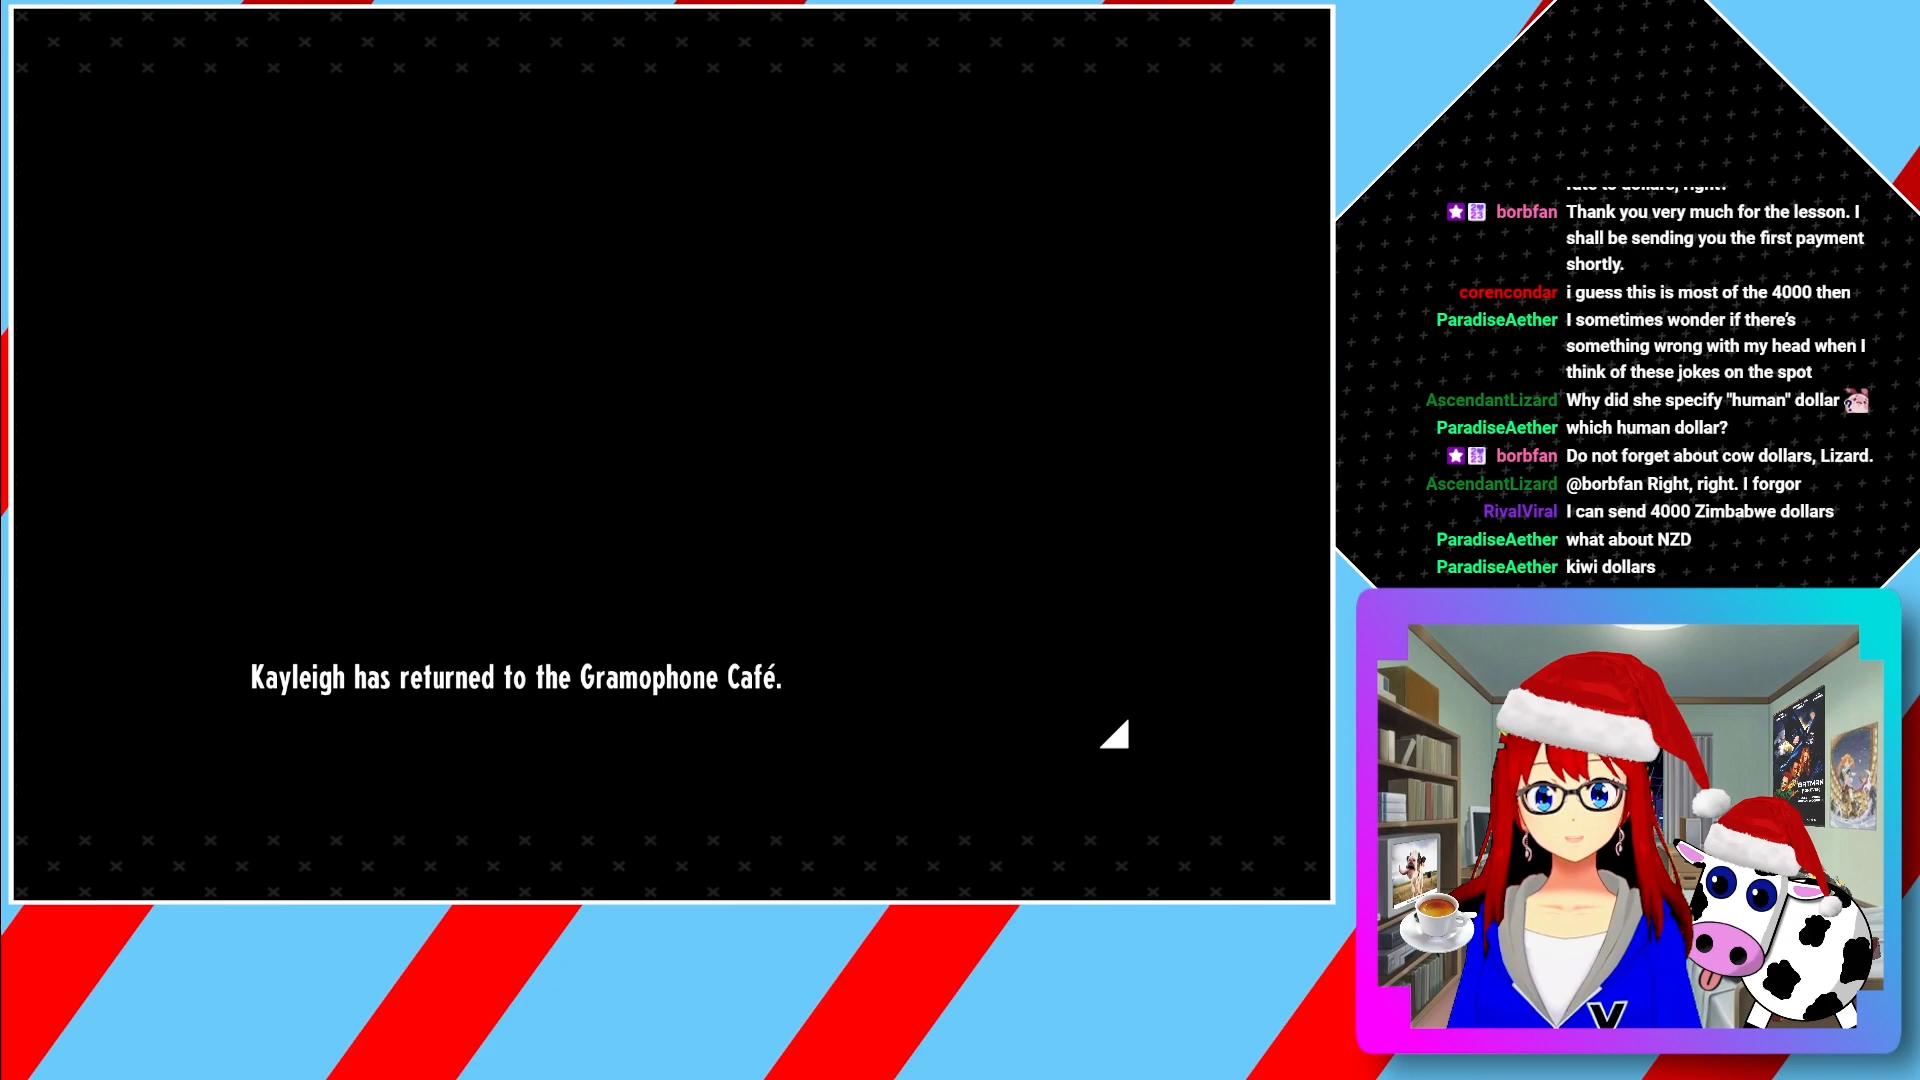 Kayleigh has returned to the Gramophone Café.
borbfan Thank you very much for the lesson. I
shall be sending you the first payment
shortly.
corencondar i guess this is most of the 4000 then
ParadiseAether I sometimes wonder if there's
something wrong with my head when I
think of these jokes on the spot
AscendantLizard Why did she specify "human" dollar
ParadiseAether which human dollar?
borbfan Do not forget about cow dollars, Lizard.
AscendantLizard @borbfan Right, right. I forgor
RivalViral I can send 4000 Zimbabwe dollars
ParadiseAether what about NZD
ParadiseAether kiwi dollars
BATMAN
V